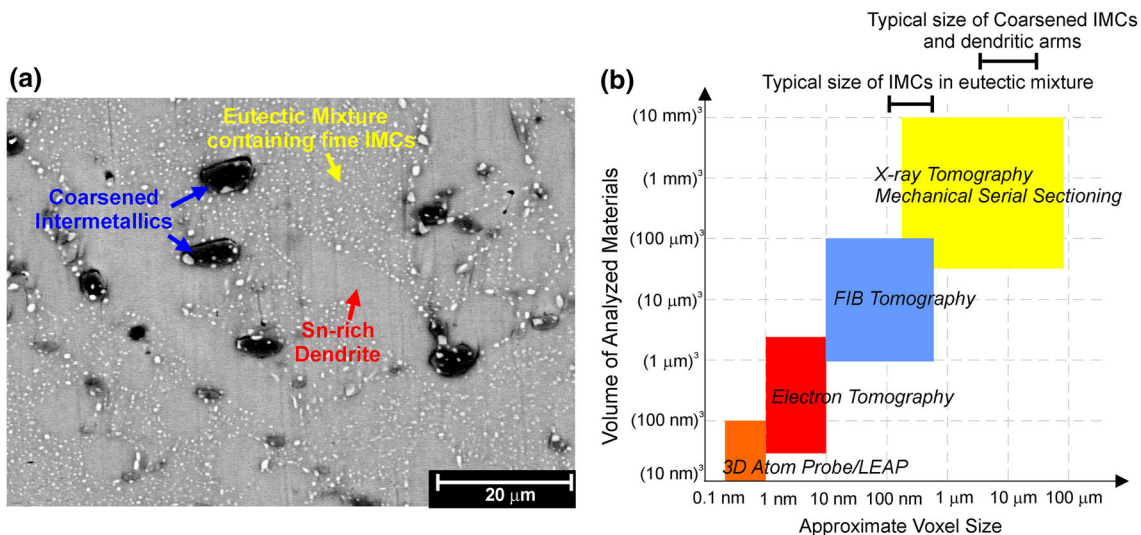 (a)
Eutectic Mixture
containing fine IMCs
Coarsened
Intermetallics
Sn-rich
Dendrite
20 μm
(b)
Typical size of Coarsened IMCs
and dendritic arms
Typical size of IMCs in eutectic mixture
Volume of Analyzed Materials
(10 mm)³
(1 mm)³
(100 μm)³
(10 μm)³
(1 μm)³
(100 nm)³
(10 nm)³
X-ray Tomography
Mechanical Serial Sectioning
FIB Tomography
Electron Tomography
3D Atom Probe/LEAP
0.1 nm 1 nm 10 nm 100 nm 1 μm 10 μm 100 μm
Approximate Voxel Size